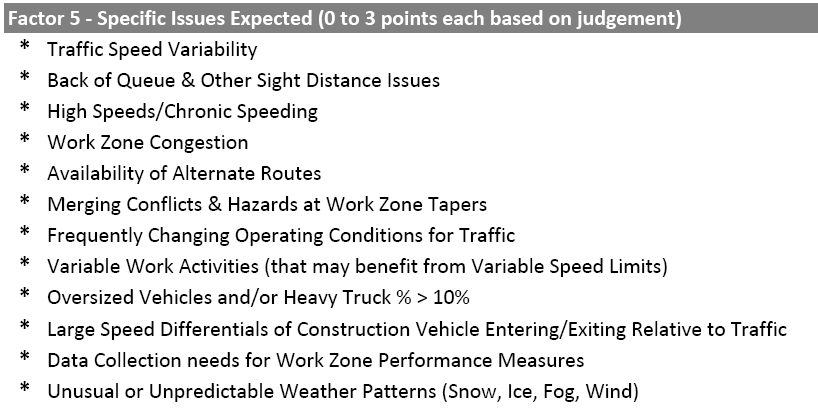 Factor 5 - Specific Issues Expected (0 to 3 points each based on judgement)
* Traffic Speed Variability
* Back of Queue & Other Sight Distance Issues
* High Speeds/Chronic Speeding
* Work Zone Congestion
* Availability of Alternate Routes
* Merging Conflicts & Hazards at Work Zone Tapers
* Frequently Changing Operating Conditions for Traffic
* Variable Work Activities (that may benefit from Variable Speed Limits)
* Oversized Vehicles and/or Heavy Truck % > 10%
* Large Speed Differentials of Construction Vehicle Entering/Exiting Relative to Traffic
* Data Collection needs for Work Zone Performance Measures
* Unusual or Unpredictable Weather Patterns (Snow, Ice, Fog, Wind)